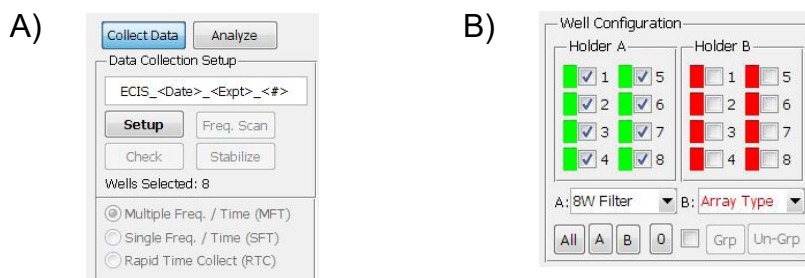 A)
Collect Data Analyze
Data Collection Setup
ECIS_<Date>_<Expt>_<#>
Setup Freq. Scan
Check Stabilize
Wells Selected: 8
Multiple Freq. / Time (MFT)
Single Freq. / Time (SFT)
Rapid Time Collect (RTC)
B)
Well Configuration
Holder A Holder B
1 5 1 5
2 6 2 6
3 7 3 7
4 8 4 8
A: 8W Filter B: Array Type
All A B 0 Grp Un-Grp